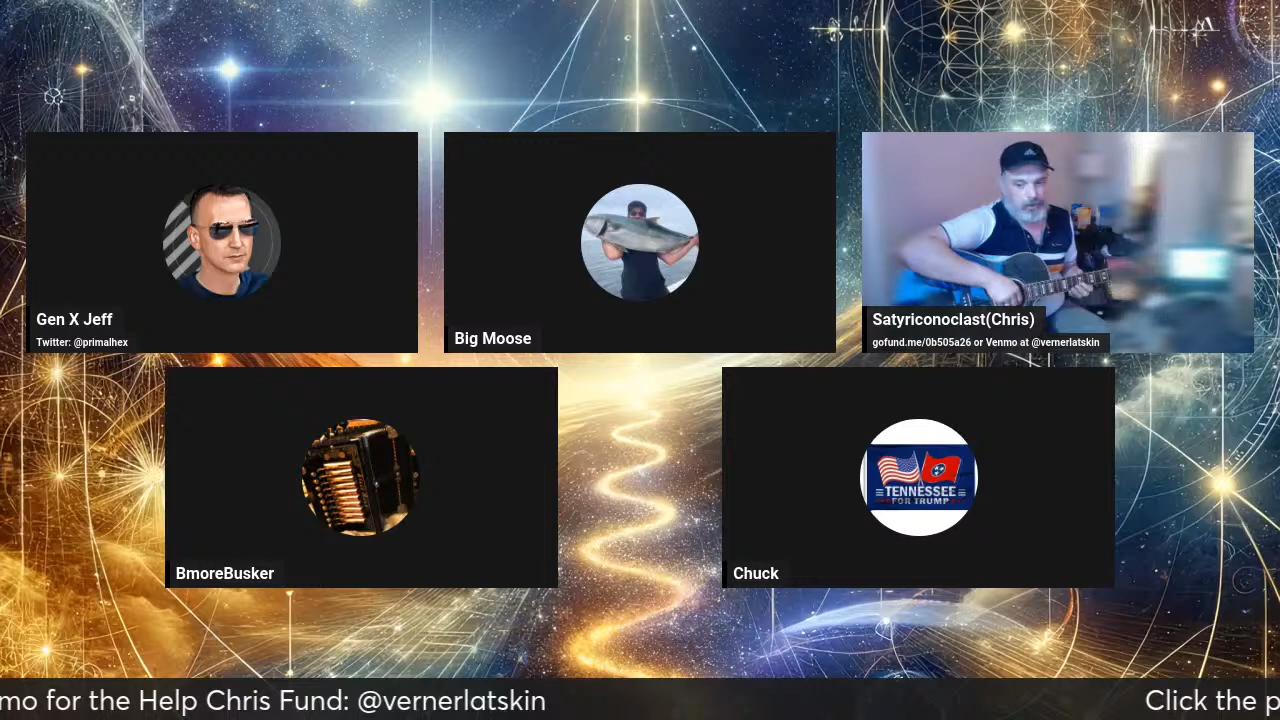 Gen X Jeff
Twitter: @primalhex
Big Moose
Satyriconoclast(Chris)
gofund.me/0b505a26 or Venmo at @vernerlatskin
BmoreBusker
TENNESSEE
FOR TRUMP
Chuck
mo for the Help Chris Fund: @vernerlatskin
Click the p